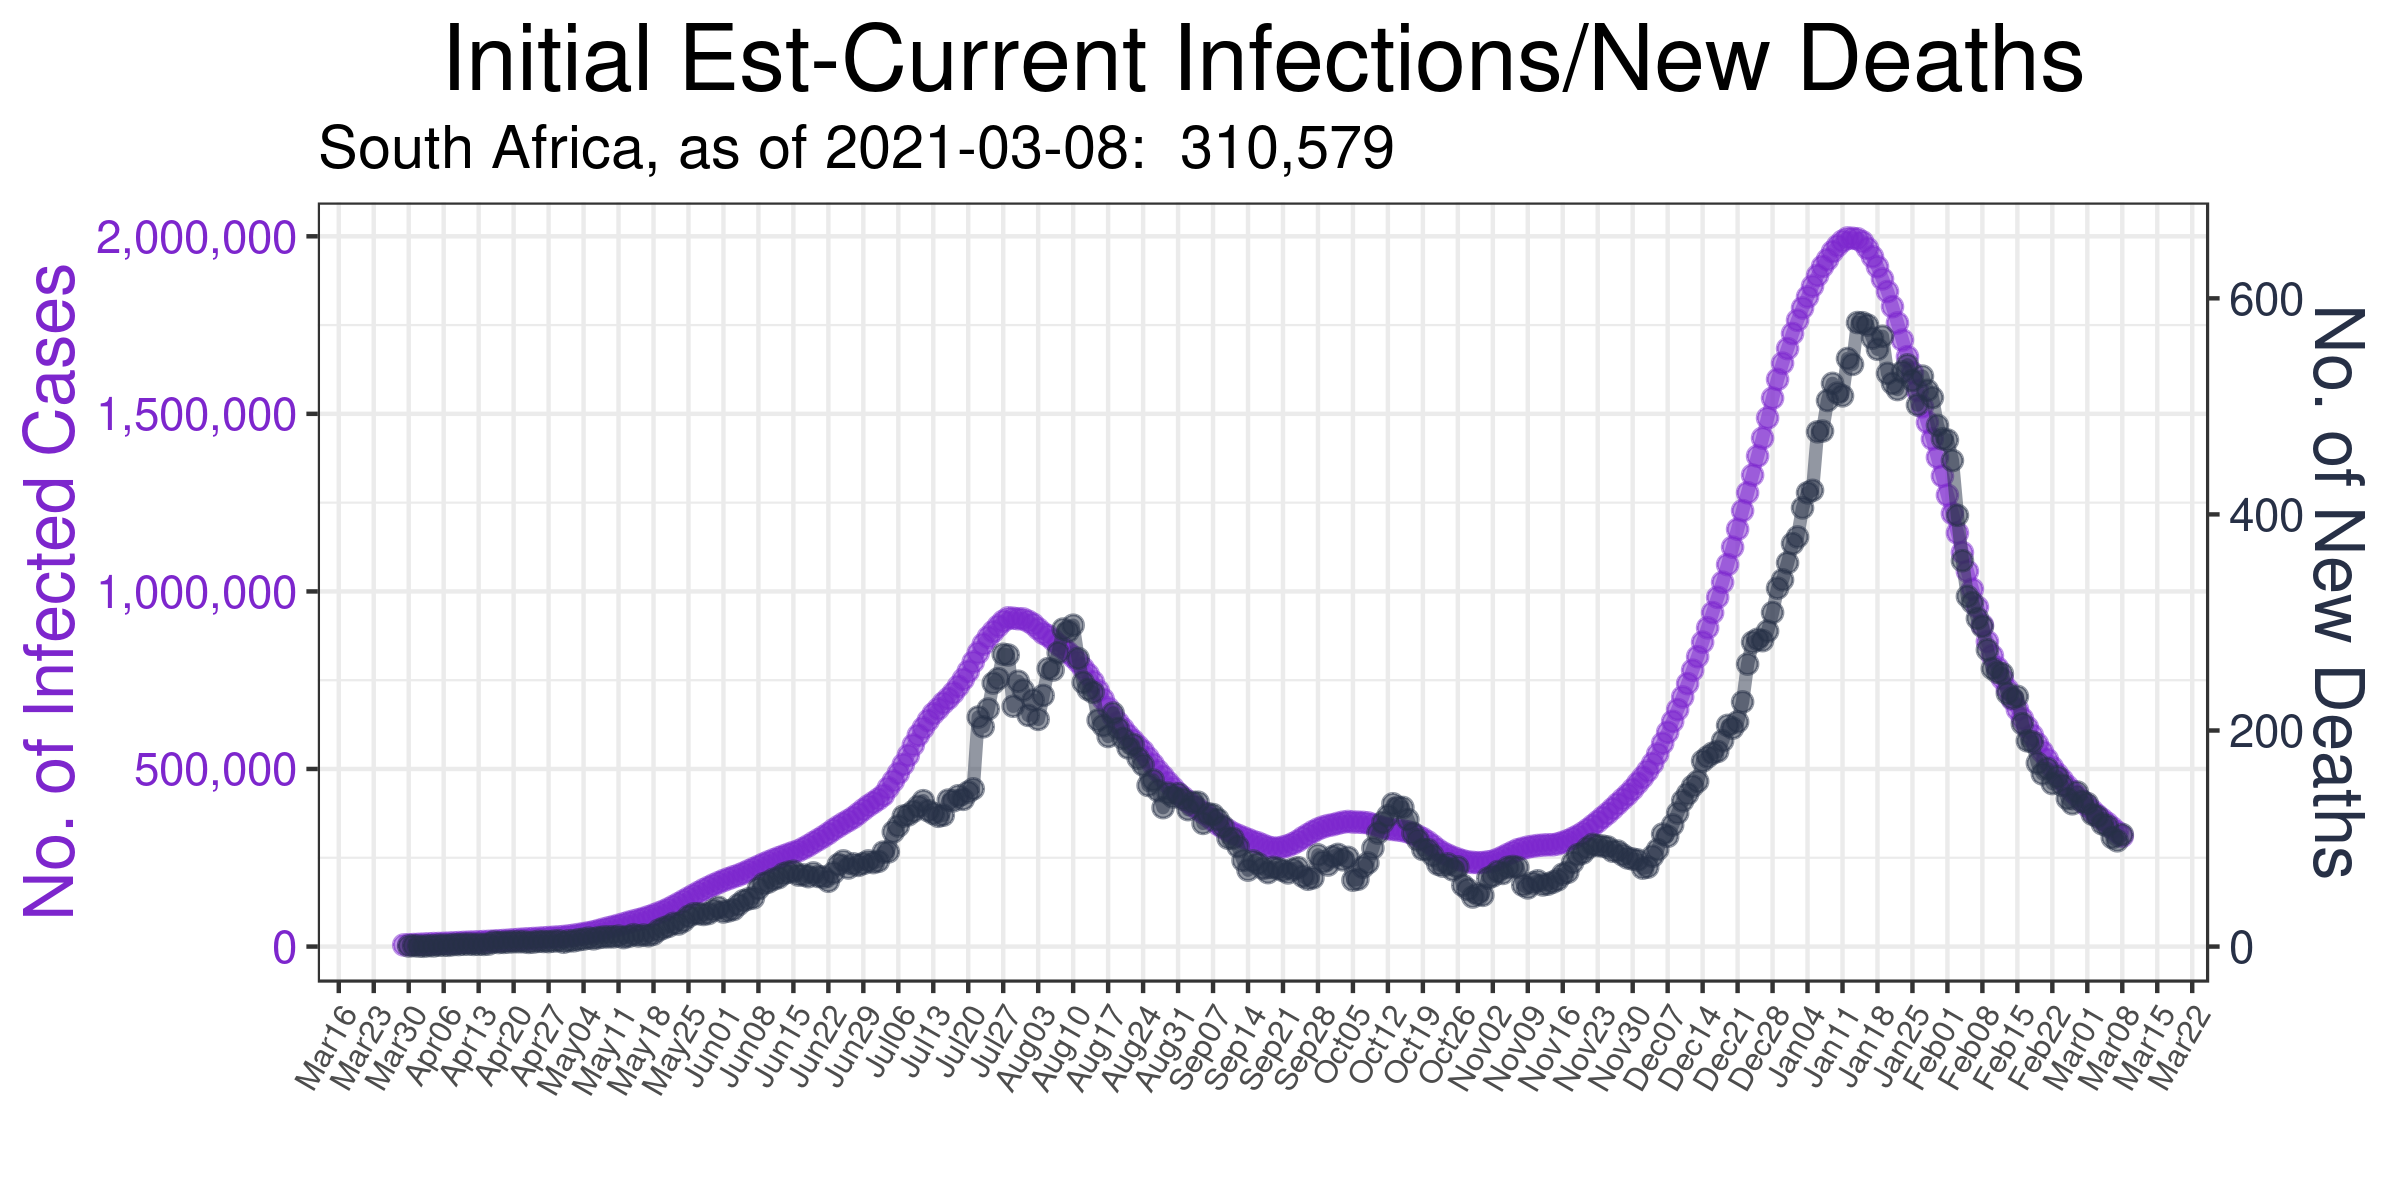 Initial Est-Current Infections/New Deaths
South Africa, as of 2021-03-08:  310,579
No. of Infected Cases
2,000,000
1,500,000
1,000,000
500,000
0
600
400
200
0
No. of New Deaths
Mar16
Mar23
Mar30
Apr06
Apr13
Apr20
Apr27
May04
May11
May18
May25
Jun01
Jun08
Jun15
Jun22
Jun29
Jul06
Jul13
Jul20
Jul27
Aug03
Aug10
Aug17
Aug24
Aug31
Sep07
Sep14
Sep21
Sep28
Oct05
Oct12
Oct19
Oct26
Nov02
Nov09
Nov16
Nov23
Nov30
Dec07
Dec14
Dec21
Dec28
Jan04
Jan11
Jan18
Jan25
Feb01
Feb08
Feb15
Feb22
Mar01
Mar08
Mar15
Mar22